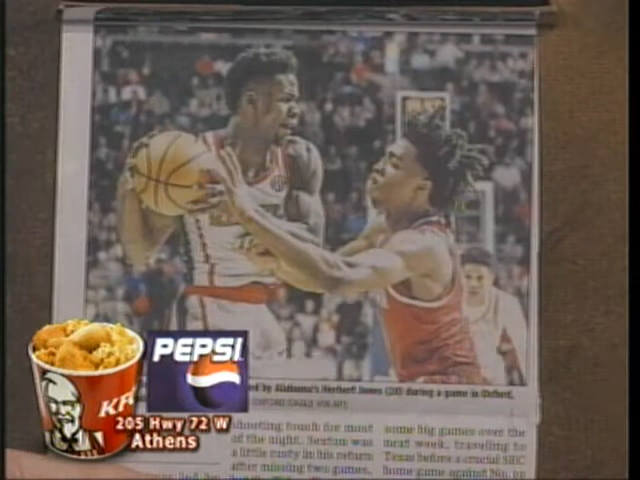 ed by Alabama's Herbert Jones (10) during a game in Oxford,
PEPSI
KFC
205 Hwy 72 W
Athens
shooting touch for most
of the night. Sexton was
a little rusty in his return
after missing two games,
some big games over the
next week, traveling to
Texas before a crucial SEC
home game against No.